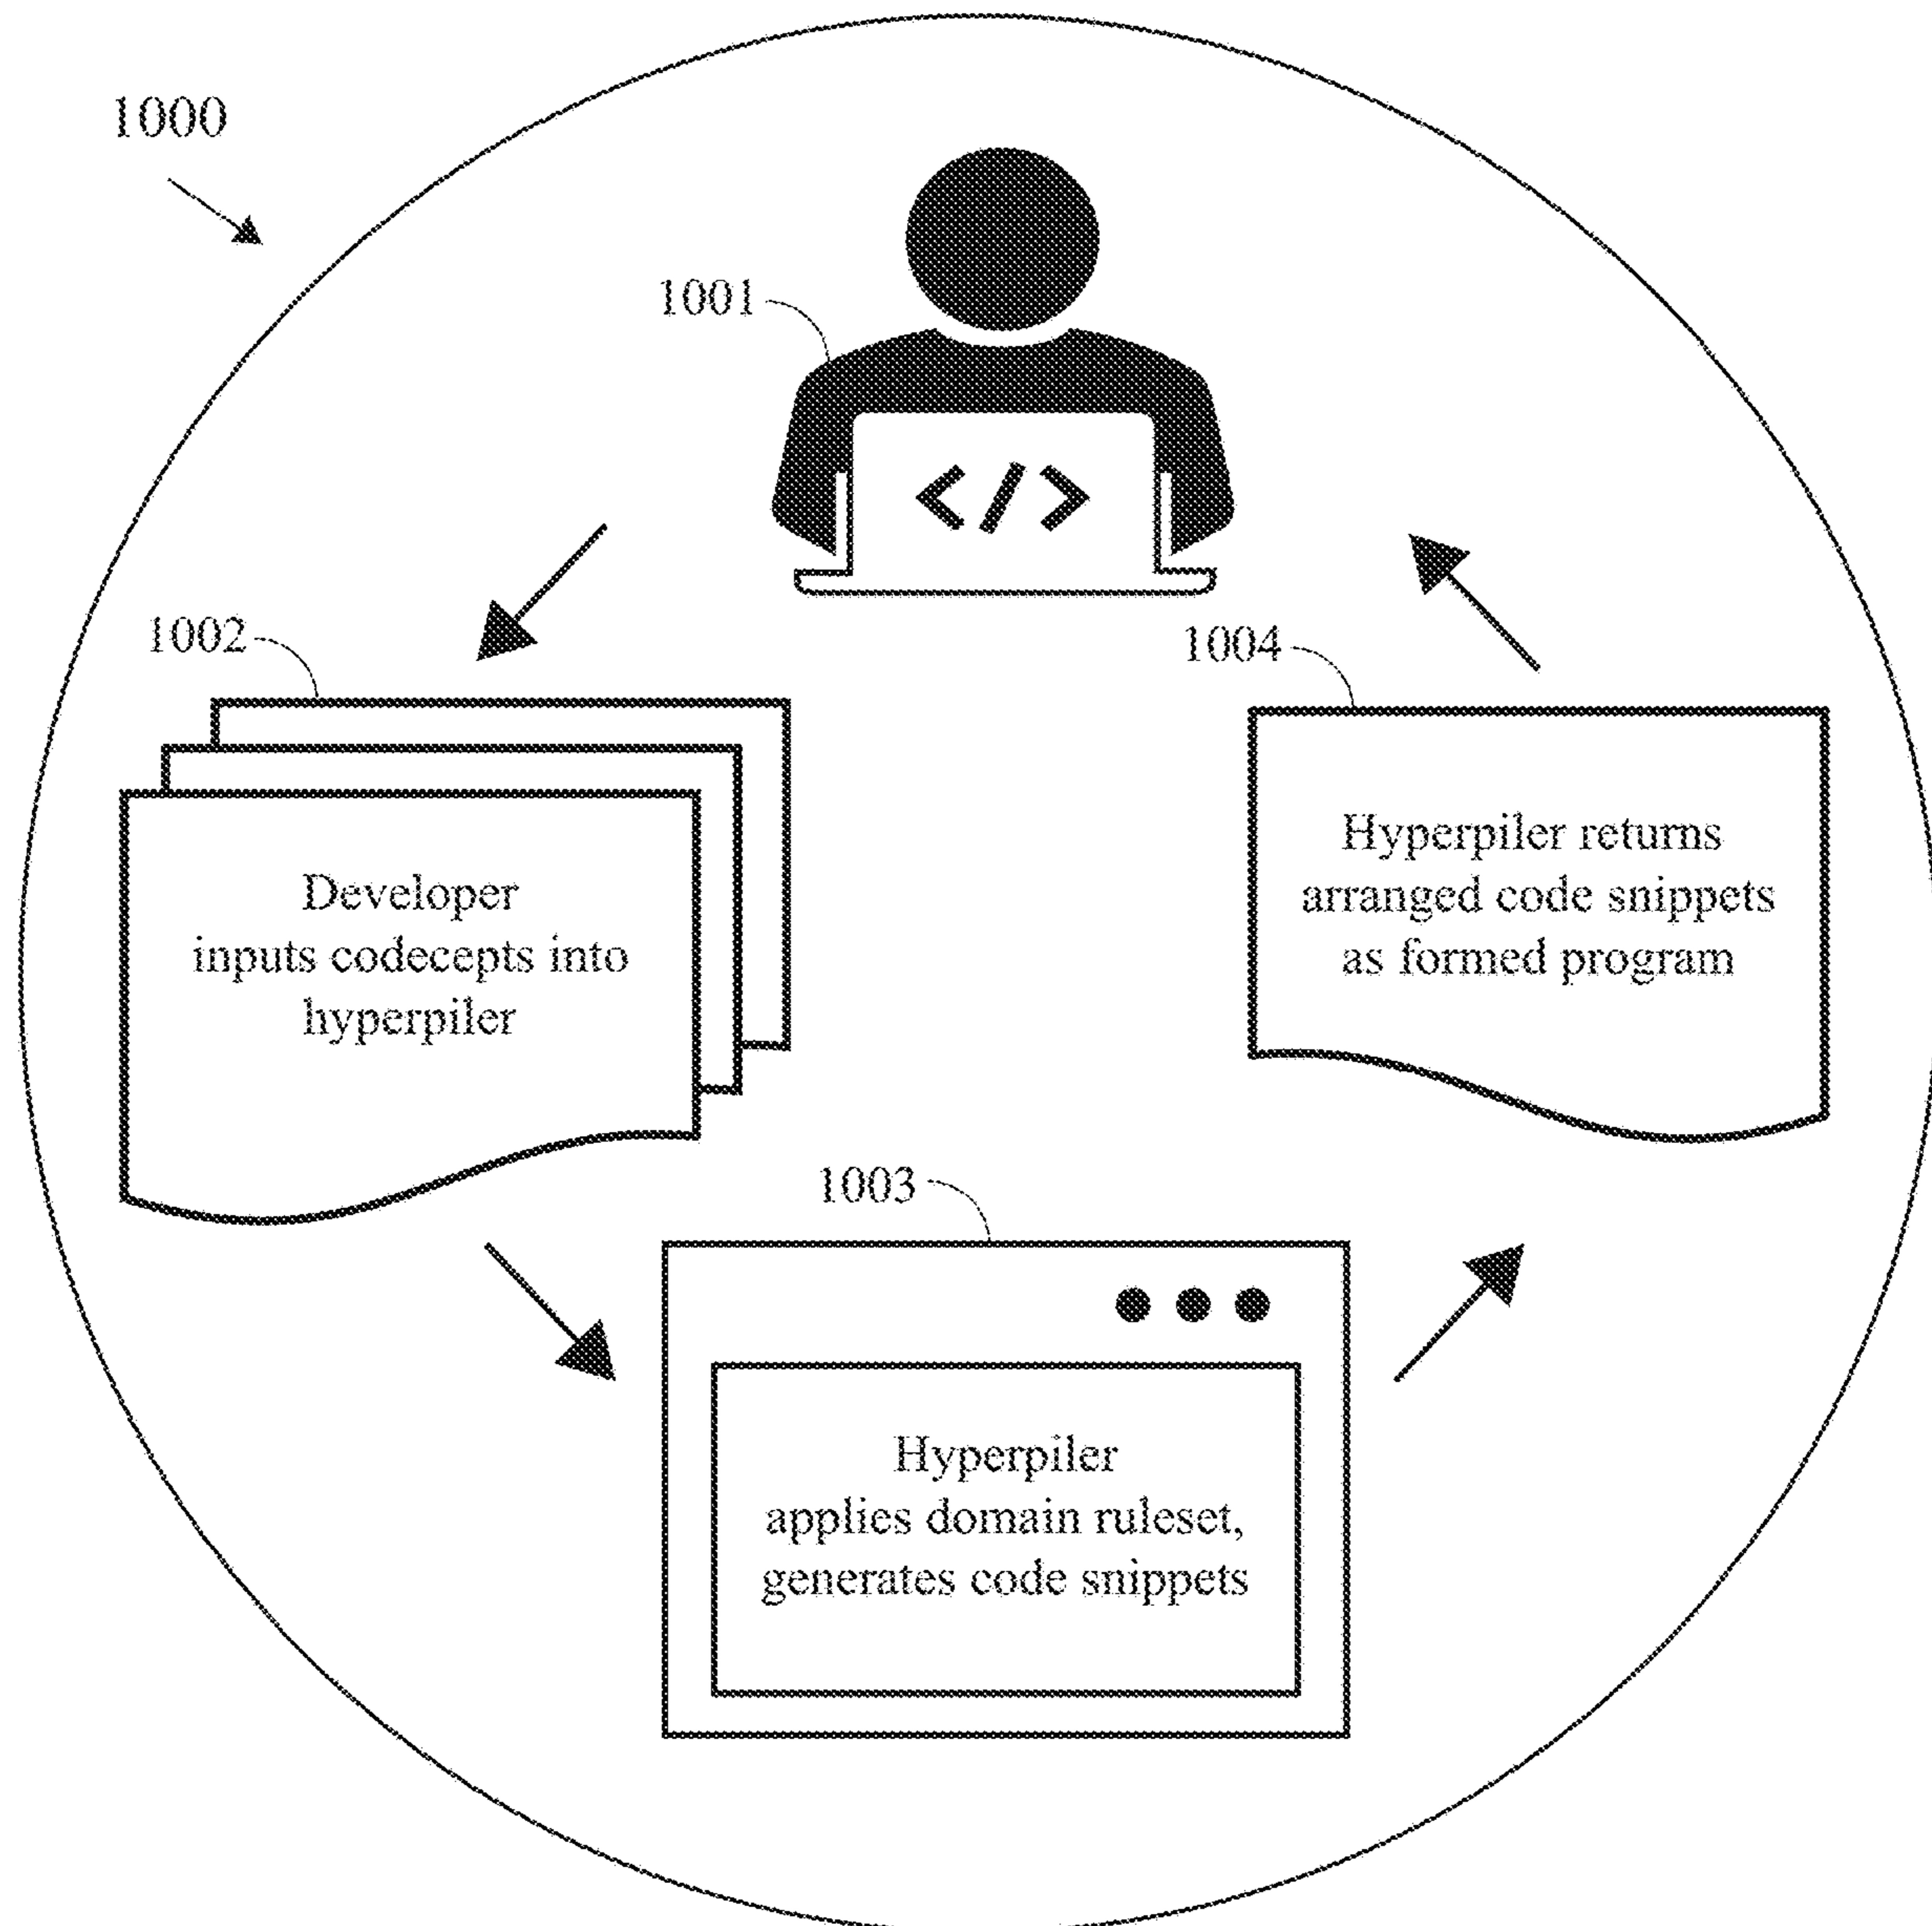 1000
1001
</>
1002
1004
Developer
inputs codecepts into
hyperpiler
Hyperpiler returns
arranged code snippets
as formed program
1003
Hyperpiler
applies domain ruleset,
generates code snippets